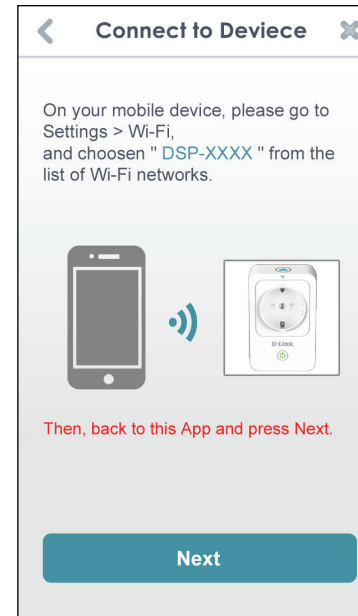 Connect to Deviece
On your mobile device, please go to
Settings > Wi-Fi,
and choosen " DSP-XXXX " from the
list of Wi-Fi networks.
D-Link
Then, back to this App and press Next.
Next